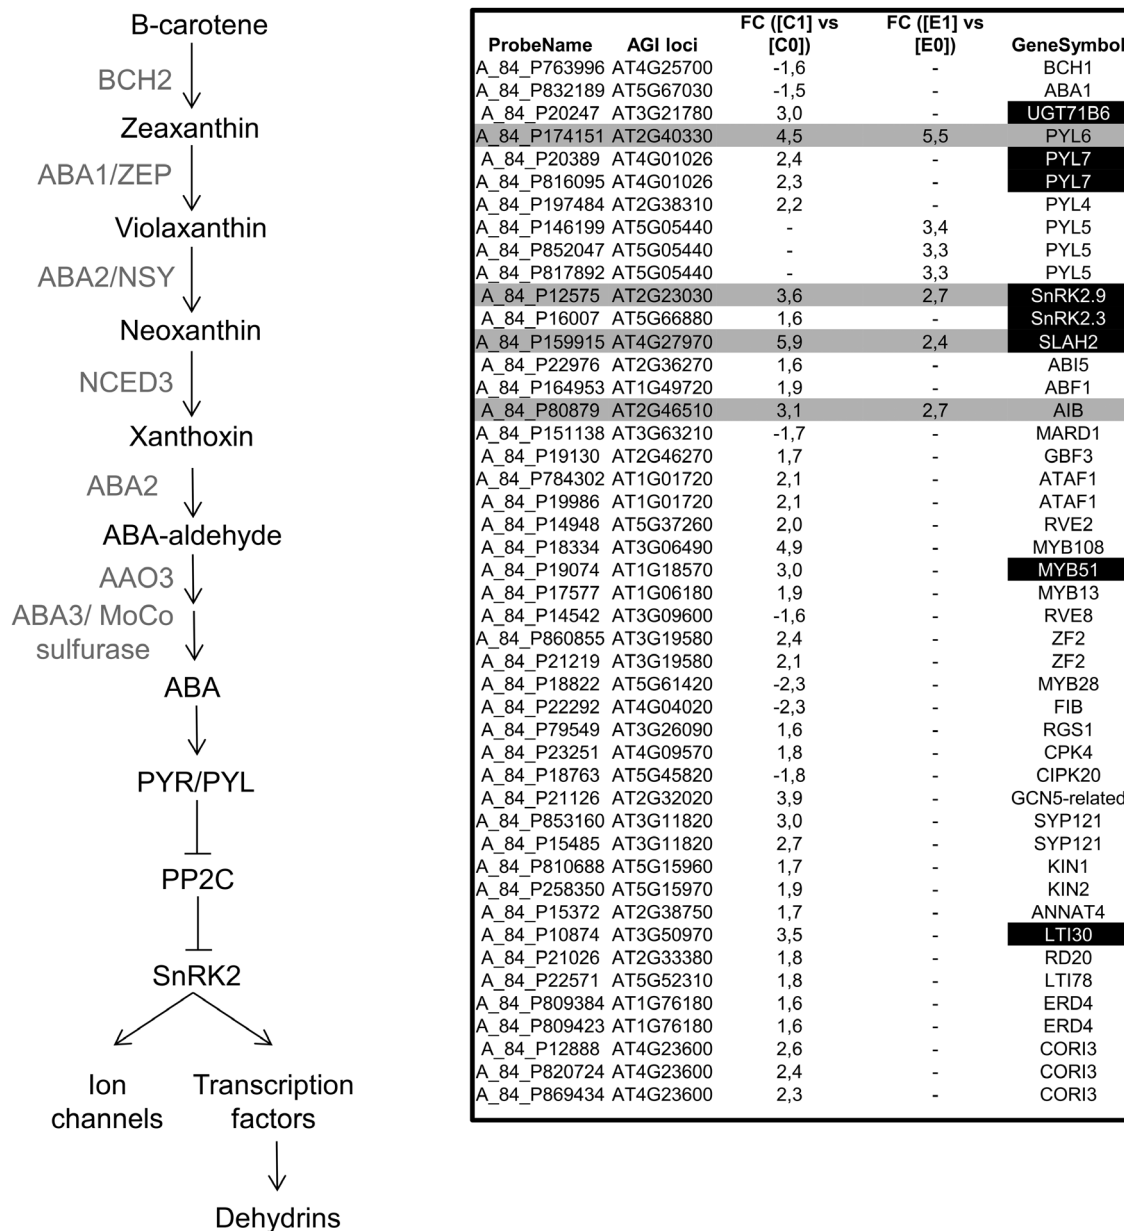 B-carotene
BCH2
Zeaxanthin
ABA1/ZEP
Violaxanthin
ABA2/NSY
Neoxanthin
NCED3
Xanthoxin
ABA2
ABA-aldehyde
AAO3
ABA3/ MoCo
sulfurase
ABA
PYR/PYL
PP2C
SnRK2
Ion
channels
Transcription
factors
Dehydrins
FC ([C1] vs FC ([E1] vs
ProbeName AGI loci [C0]) [E0]) GeneSymbol
A_84_P763996 AT4G25700 -1,6 - BCH1
A_84_P832189 AT5G67030 -1,5 - ABA1
A_84_P20247 AT3G21780 3,0 - UGT71B6
A_84_P174151 AT2G40330 4,5 5,5 PYL6
A_84_P20389 AT4G01026 2,4 - PYL7
A_84_P816095 AT4G01026 2,3 - PYL7
A_84_P197484 AT2G38310 2,2 - PYL4
A_84_P146199 AT5G05440 - 3,4 PYL5
A_84_P852047 AT5G05440 - 3,3 PYL5
A_84_P817892 AT5G05440 - 3,3 PYL5
A_84_P12575 AT2G23030 3,6 2,7 SnRK2.9
A_84_P16007 AT5G66880 1,6 - SnRK2.3
A_84_P159915 AT4G27970 5,9 2,4 SLAH2
A_84_P22976 AT2G36270 1,6 - ABI5
A_84_P164953 AT1G49720 1,9 - ABF1
A_84_P80879 AT2G46510 3,1 2,7 AIB
A_84_P151138 AT3G63210 -1,7 - MARD1
A_84_P19130 AT2G46270 1,7 - GBF3
A_84_P784302 AT1G01720 2,1 - ATAF1
A_84_P19986 AT1G01720 2,1 - ATAF1
A_84_P14948 AT5G37260 2,0 - RVE2
A_84_P18334 AT3G06490 4,9 - MYB108
A_84_P19074 AT1G18570 3,0 - MYB51
A_84_P17577 AT1G06180 1,9 - MYB13
A_84_P14542 AT3G09600 -1,6 - RVE8
A_84_P860855 AT3G19580 2,4 - ZF2
A_84_P21219 AT3G19580 2,1 - ZF2
A_84_P18822 AT5G61420 -2,3 - MYB28
A_84_P22292 AT4G04020 -2,3 - FIB
A_84_P79549 AT3G26090 1,6 - RGS1
A_84_P23251 AT4G09570 1,8 - CPK4
A_84_P18763 AT5G45820 -1,8 - CIPK20
A_84_P21126 AT2G32020 3,9 - GCN5-related
A_84_P853160 AT3G11820 3,0 - SYP121
A_84_P15485 AT3G11820 2,7 - SYP121
A_84_P810688 AT5G15960 1,7 - KIN1
A_84_P258350 AT5G15970 1,9 - KIN2
A_84_P15372 AT2G38750 1,7 - ANNAT4
A_84_P10874 AT3G50970 3,5 - LTI30
A_84_P21026 AT2G33380 1,8 - RD20
A_84_P22571 AT5G52310 1,8 - LTI78
A_84_P809384 AT1G76180 1,6 - ERD4
A_84_P809423 AT1G76180 1,6 - ERD4
A_84_P12888 AT4G23600 2,6 - CORI3
A_84_P820724 AT4G23600 2,4 - CORI3
A_84_P869434 AT4G23600 2,3 - CORI3